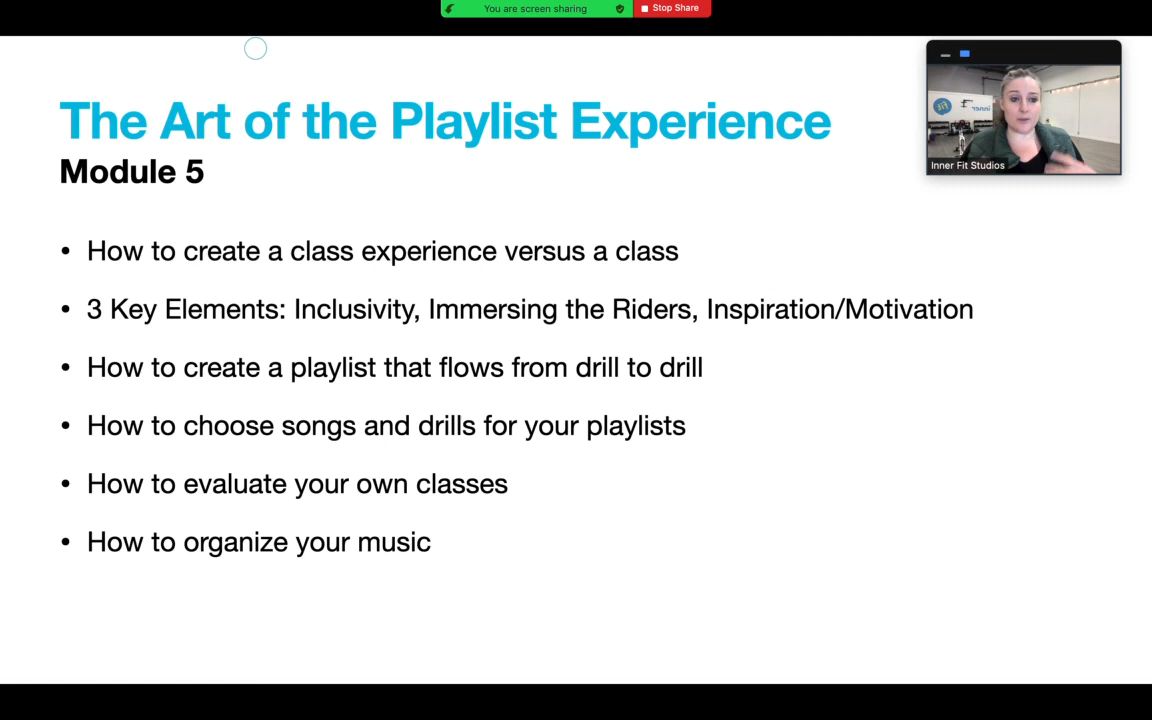 You are screen sharing
Stop Share
The Art of the Playlist Experience
Module 5
Inner Fit Studios
• How to create a class experience versus a class
• 3 Key Elements: Inclusivity, Immersing the Riders, Inspiration/Motivation
• How to create a playlist that flows from drill to drill
• How to choose songs and drills for your playlists
• How to evaluate your own classes
• How to organize your music